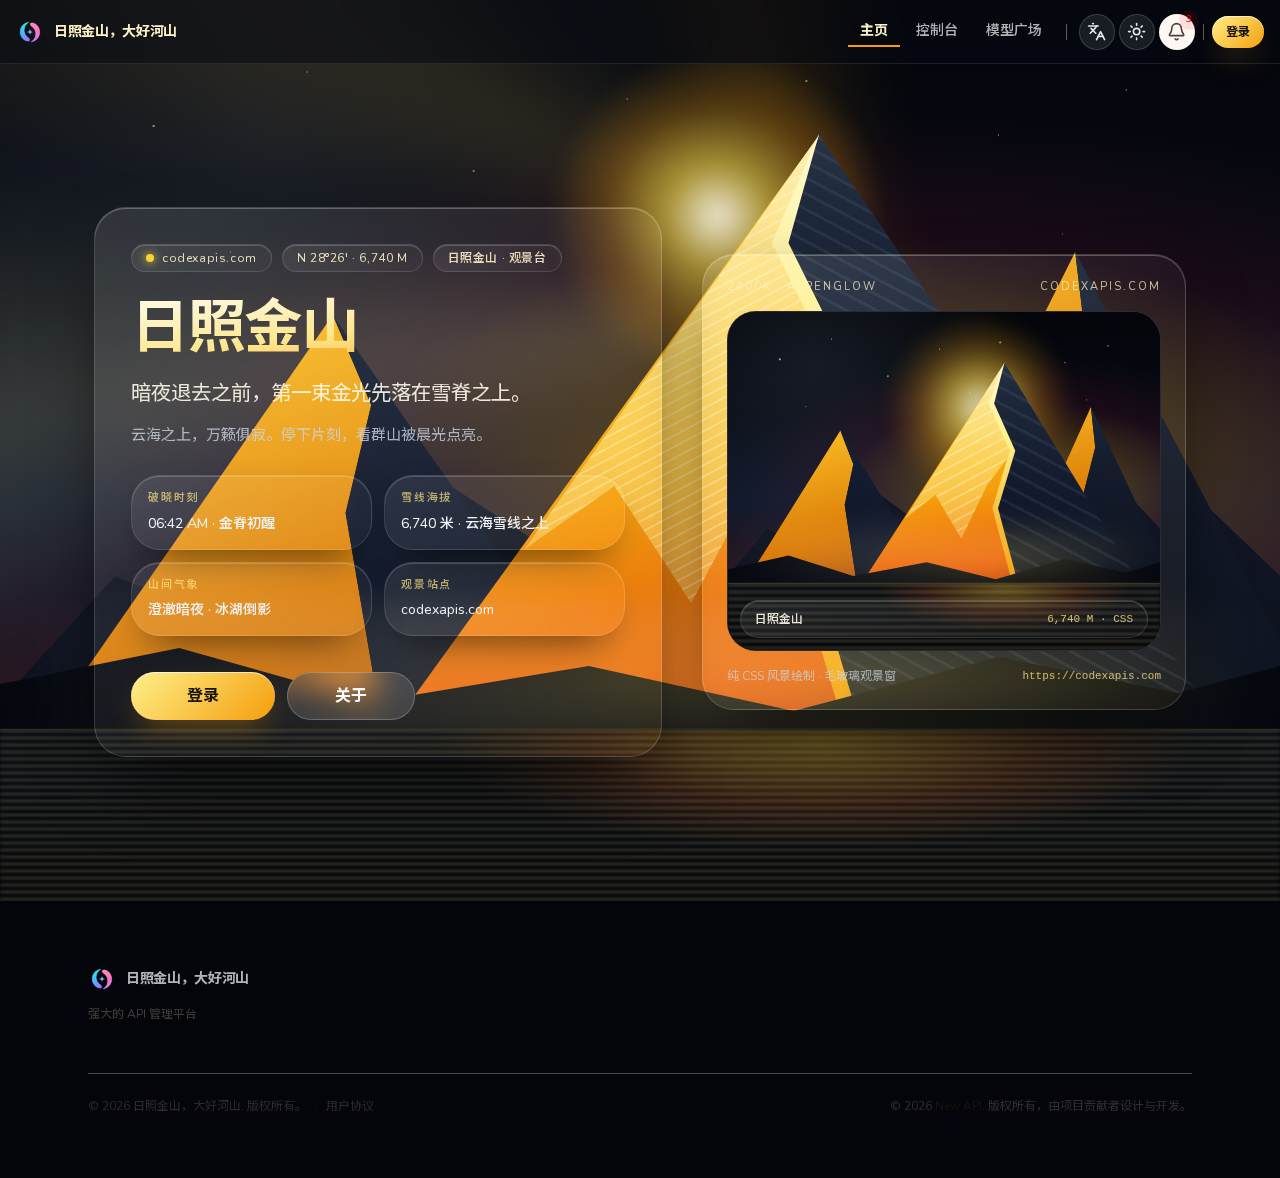 日照金山，大好河山
主页 控制台 模型广场 登录
codexapis.com N 28°26' · 6,740 M 日照金山 · 观景台
日照金山
暗夜退去之前，第一束金光先落在雪脊之上。
云海之上，万籁俱寂。停下片刻，看群山被晨光点亮。
破晓时刻
06:42 AM · 金脊初醒
雪线海拔
6,740 米 · 云海雪线之上
山间气象
澄澈暗夜 · 冰湖倒影
观景站点
codexapis.com
登录 关于
CODEXAPIS.COM
日照金山 6,740 M · CSS
纯 CSS 风景绘制 · 毛玻璃观景窗 https://codexapis.com
日照金山，大好河山
强大的 API 管理平台
© 2026 日照金山，大好河山. 版权所有。 · 用户协议
© 2026 New API. 版权所有，由项目贡献者设计与开发。